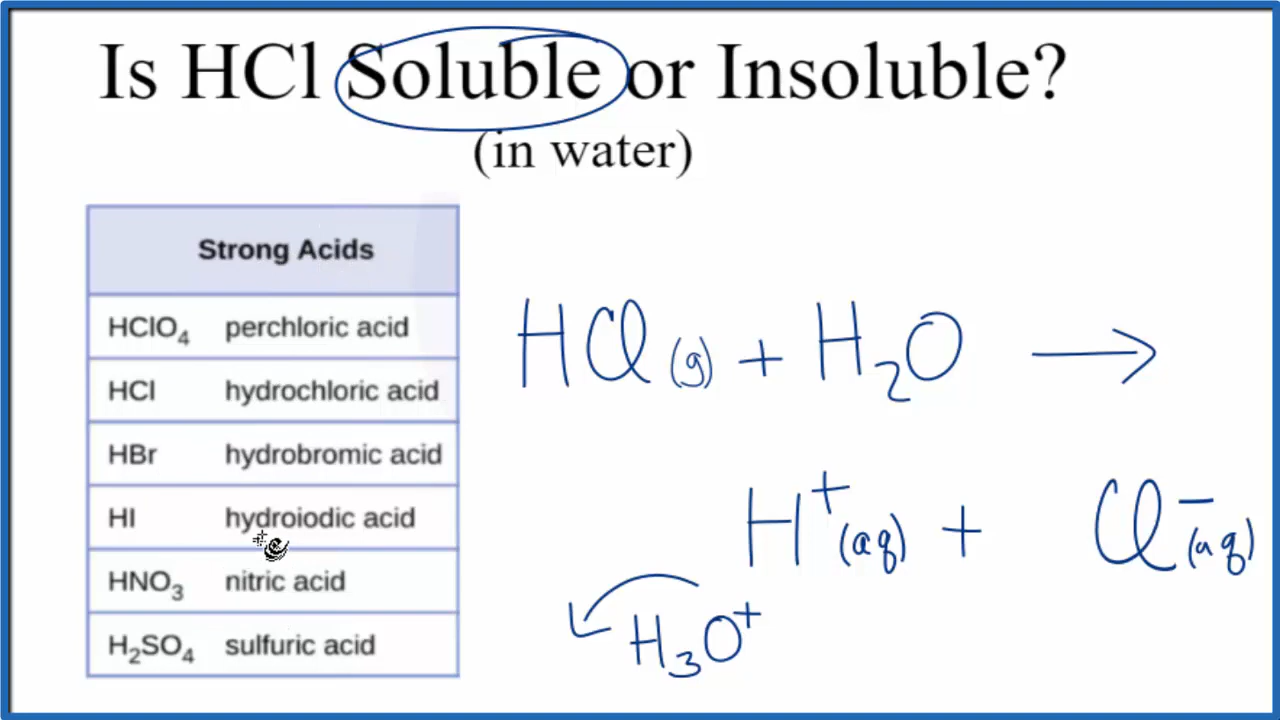 Is HCl Soluble or Insoluble?
(in water)
Strong Acids
HClO₄ perchloric acid
HCl hydrochloric acid
HBr hydrobromic acid
HI hydroiodic acid
HNO₃ nitric acid
H₂SO₄ sulfuric acid
HCl (g) + H₂O →
H⁺ (aq) + Cl⁻ (aq)
H₃O⁺